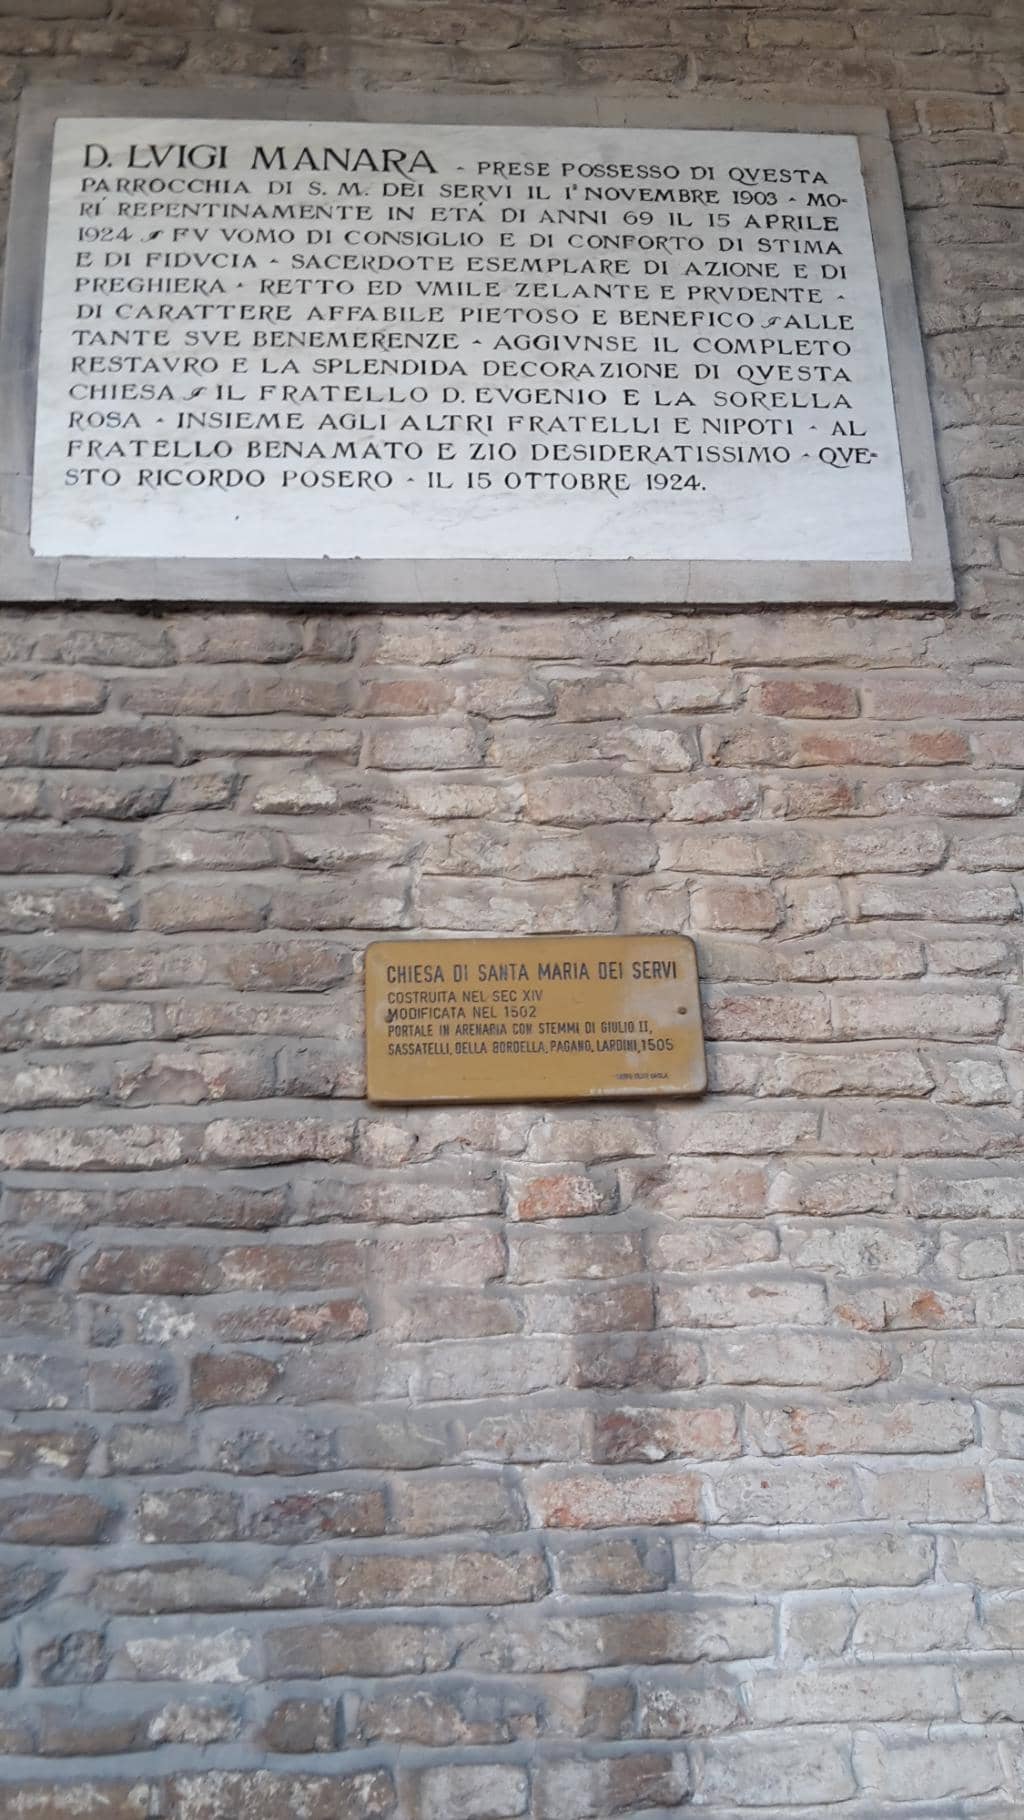 D. LVIGI MANARA - PRESE POSSESSO DI QVESTA
PARROCCHIA DI S. M. DEI SERVI IL 1° NOVEMBRE 1903 - MO-
RÍ REPENTINAMENTE IN ETÁ DI ANNI 69 IL 15 APRILE
1924 FV VOMO DI CONSIGLIO E DI CONFORTO DI STIMA
E DI FIDVCIA - SACERDOTE ESEMPLARE DI AZIONE E DI
PREGHIERA - RETTO ED VMILE ZELANTE E PRVDENTE -
DI CARATTERE AFFABILE PIETOSO E BENEFICO ALLE
TANTE SVE BENEMERENZE - AGGIVNSE IL COMPLETO
RESTAVRO E LA SPLENDIDA DECORAZIONE DI QVESTA
CHIESA IL FRATELLO D. EVGENIO E LA SORELLA
ROSA - INSIEME AGLI ALTRI FRATELLI E NIPOTI - AL
FRATELLO BENAMATO E ZIO DESIDERATISSIMO - QVE-
STO RICORDO POSERO - IL 15 OTTOBRE 1924.
CHIESA DI SANTA MARIA DEI SERVI
COSTRUITA NEL SEC XIV
MODIFICATA NEL 1502
PORTALE IN ARENARIA CON STEMMI DI GIULIO II,
SASSATELLI, DELLA BORDELLA, PAGANO, LARDINI, 1505